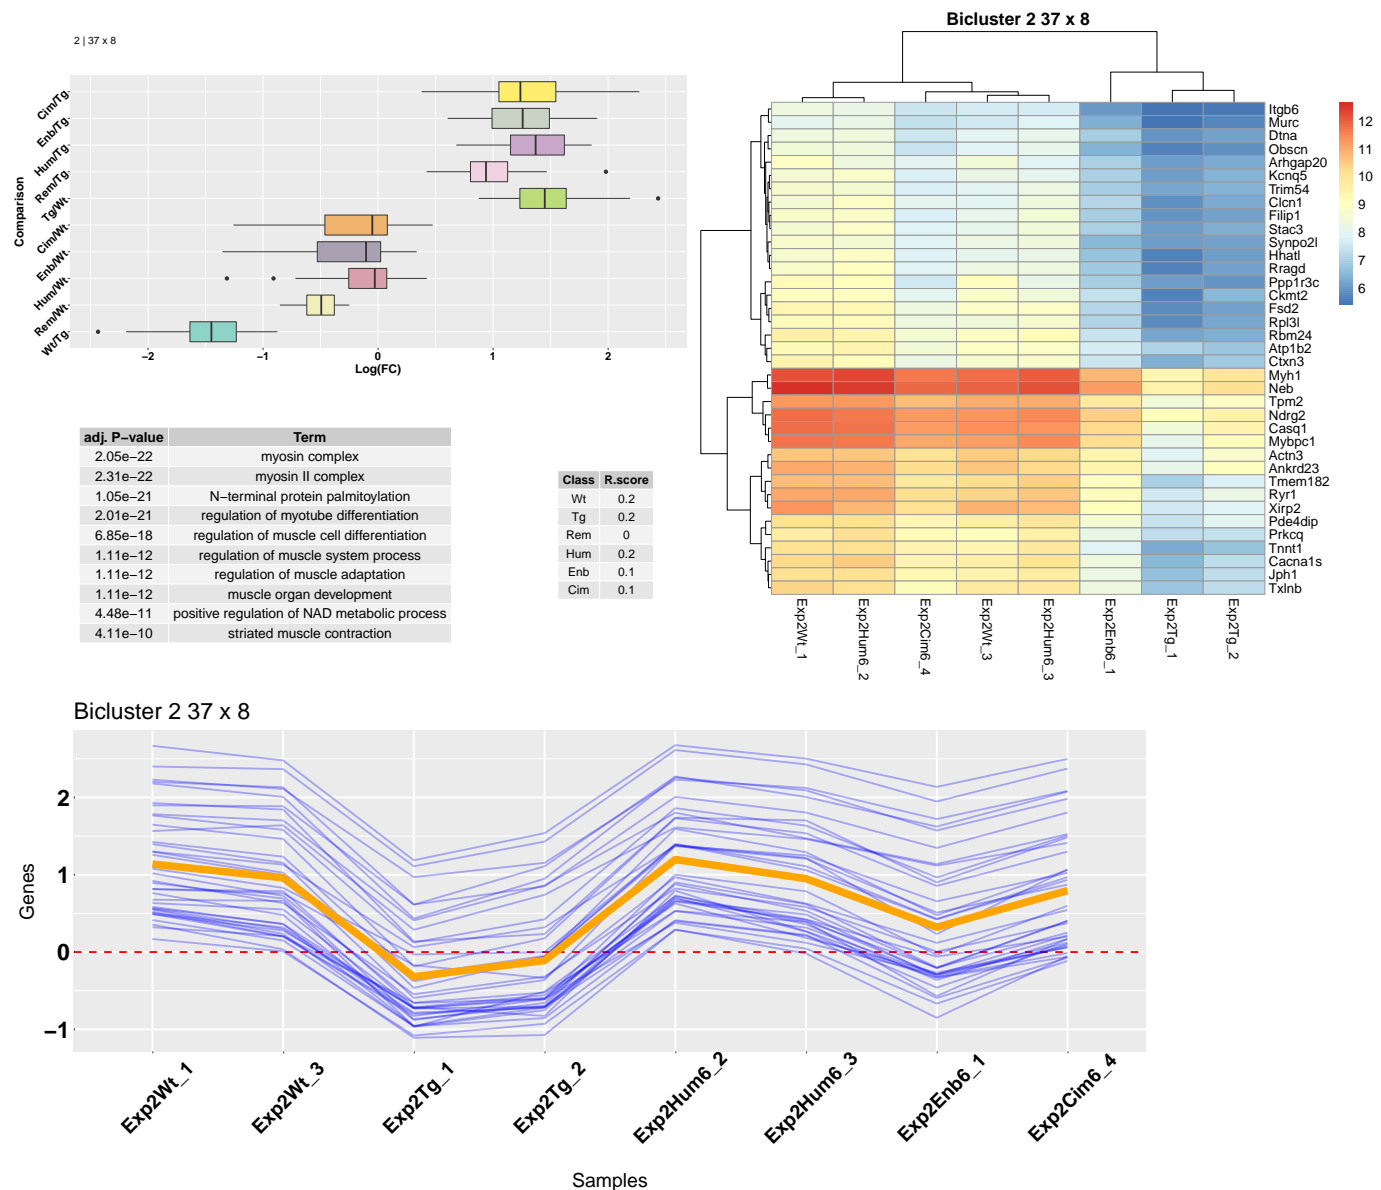 2 | 37 x 8
Comparison
Cim/Tg
Enb/Tg
Hum/Tg
Rem/Tg
Tg/Wt
Cim/Wt
Enb/Wt
Hum/Wt
Rem/Wt
Wt/Tg
−2 −1 0 1 2
Log(FC)
Bicluster 2 37 x 8
Itgb6
Murc
Dtna
Obscn
Arhgap20
Kcnq5
Trim54
Clcn1
Filip1
Stac3
Synpo2l
Hhatl
Rragd
Ppp1r3c
Ckmt2
Fsd2
Rpl3l
Rbm24
Atp1b2
Ctxn3
Myh1
Neb
Tpm2
Ndrg2
Casq1
Mybpc1
Actn3
Ankrd23
Tmem182
Ryr1
Xirp2
Pde4dip
Prkcq
Tnnt1
Cacna1s
Jph1
Txlnb
12
10
9
8
7
6
Exp2Wt_1
Exp2Hum6_2
Exp2Cim6_4
Exp2Wt_3
Exp2Hum6_3
Exp2Enb6_1
Exp2Tg_1
Exp2Tg_2
adj. P−value Term
2.05e−22 myosin complex
2.31e−22 myosin II complex
1.05e−21 N−terminal protein palmitoylation
2.01e−21 regulation of myotube differentiation
6.85e−18 regulation of muscle cell differentiation
1.11e−12 regulation of muscle system process
1.11e−12 regulation of muscle adaptation
1.11e−12 muscle organ development
4.48e−11 positive regulation of NAD metabolic process
4.11e−10 striated muscle contraction
Class R.score
Wt 0.2
Tg 0.2
Rem 0
Hum 0.2
Enb 0.1
Cim 0.1
Bicluster 2 37 x 8
Genes
2
1
0
−1
Exp2Wt_1
Exp2Wt_3
Exp2Tg_1
Exp2Tg_2
Exp2Hum6_2
Exp2Hum6_3
Exp2Enb6_1
Exp2Cim6_4
Samples